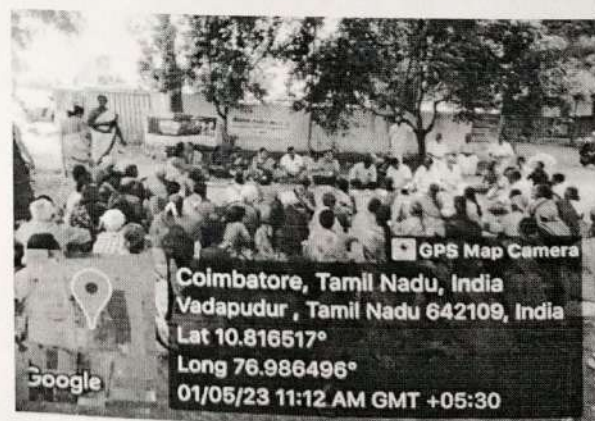 GPS Map Camera
Coimbatore, Tamil Nadu, India
Vadapudur , Tamil Nadu 642109, India
Lat 10.816517°
Long 76.986496°
01/05/23 11:12 AM GMT +05:30
Google